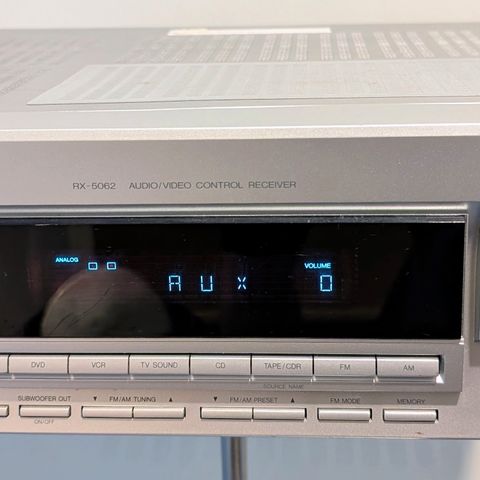 RX-5062 AUDIO/VIDEO CONTROL RECEIVER
ANALOG
VOLUME
AUX 0
DVD VCR TV SOUND CD TAPE/CDR FM AM
SOURCE NAME
SUBWOOFER OUT ▼ FM/AM TUNING ▲ ▼ FM/AM PRESET ▲ FM MODE MEMORY
ON/OFF